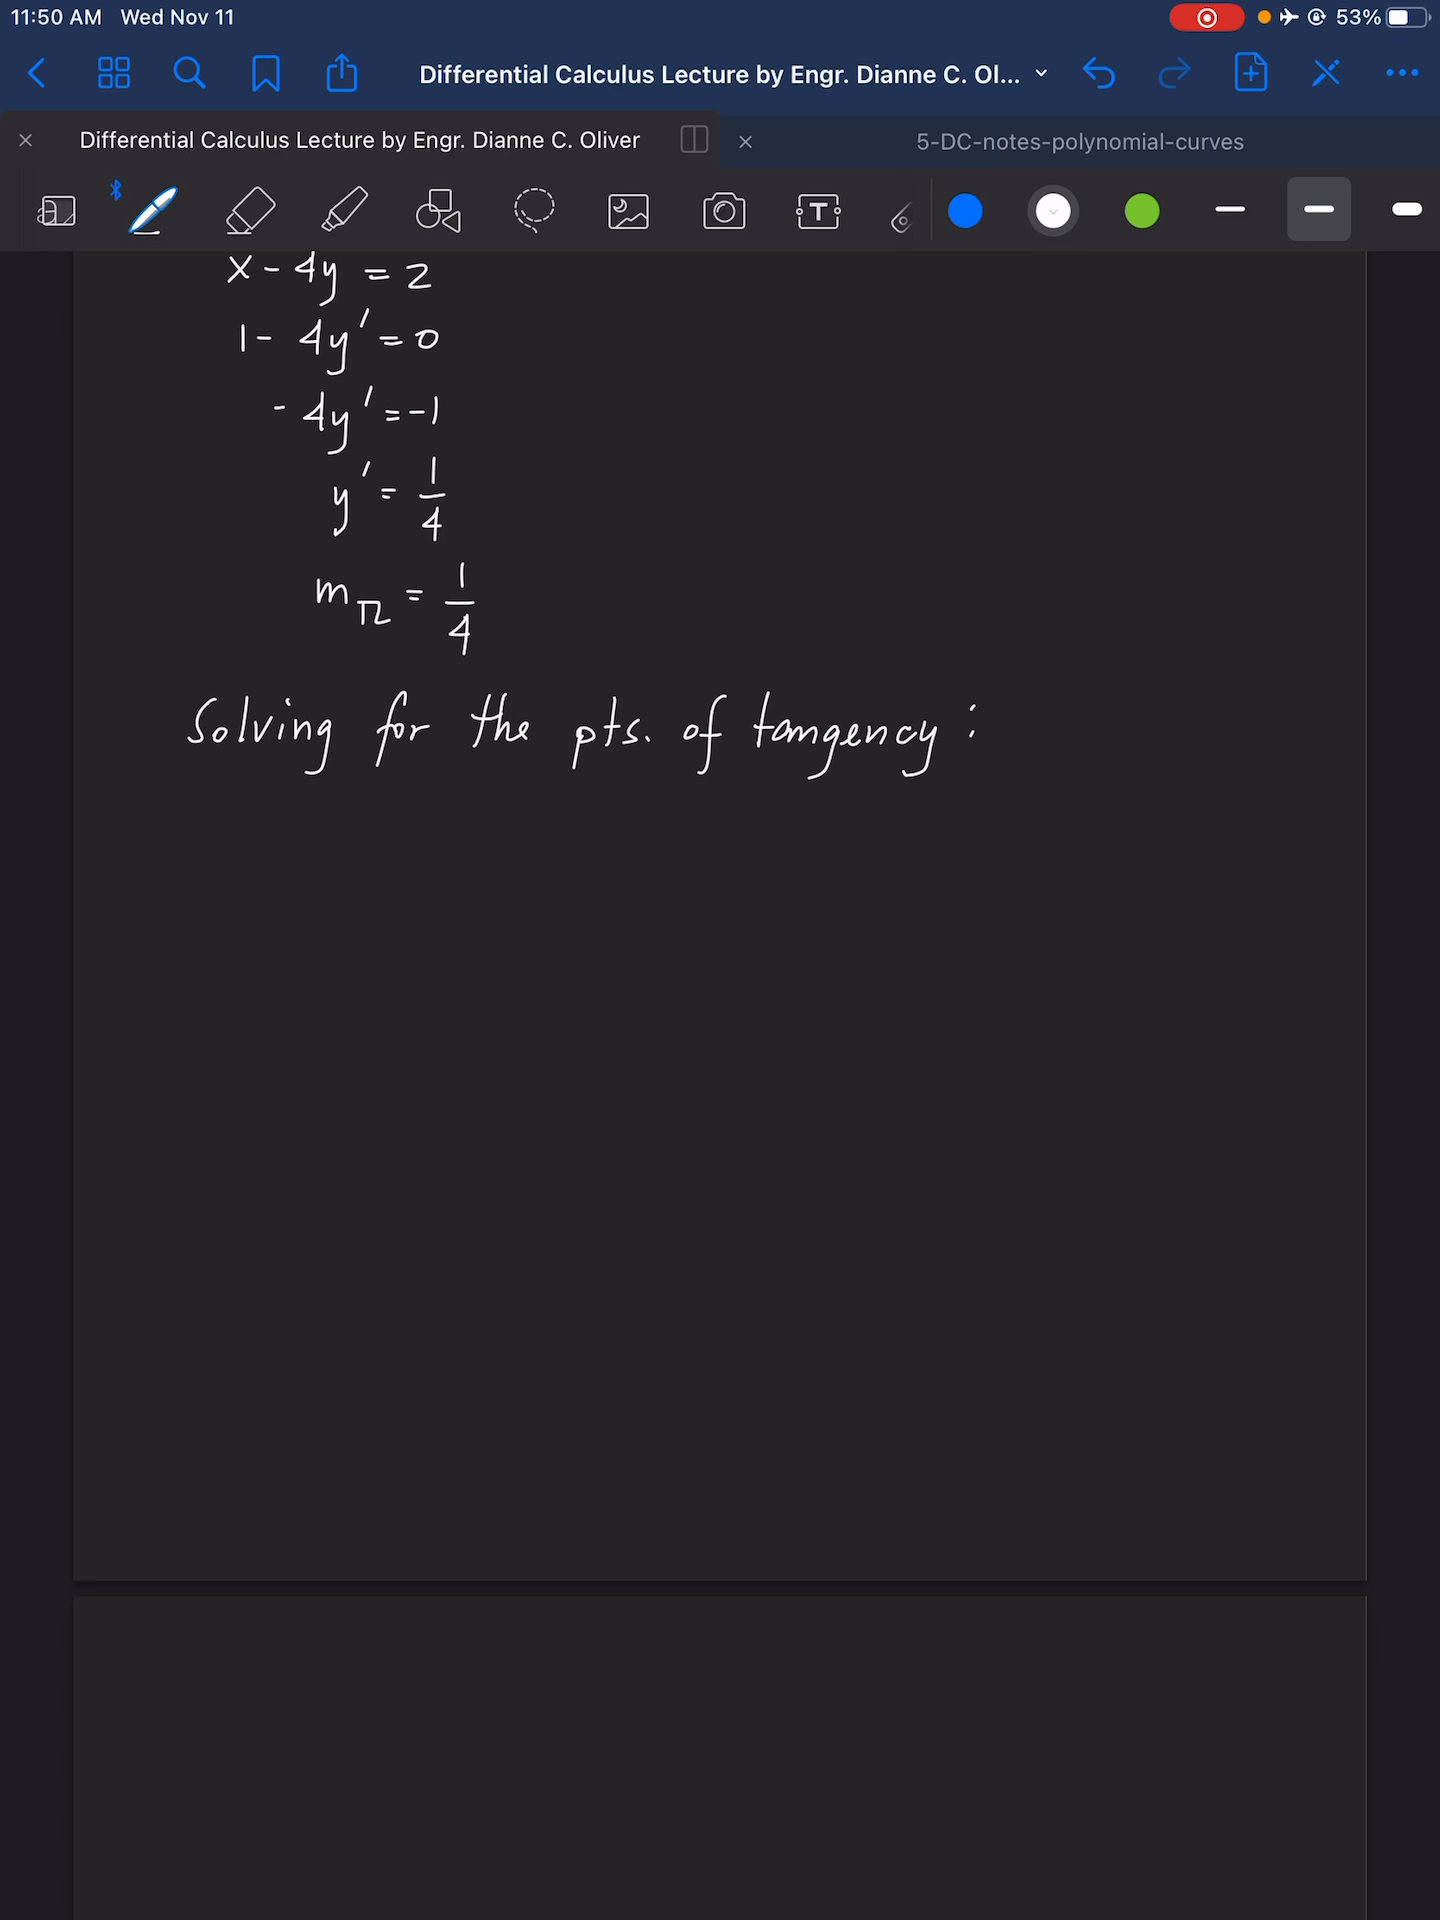 11:50 AM Wed Nov 11 53%
Differential Calculus Lecture by Engr. Dianne C. Ol...
Differential Calculus Lecture by Engr. Dianne C. Oliver
5-DC-notes-polynomial-curves
T
x - 4y = 2
1 - 4y' = 0
- 4y' = -1
y' = 1/4
m = 1/4
Solving for the pts. of tangency :